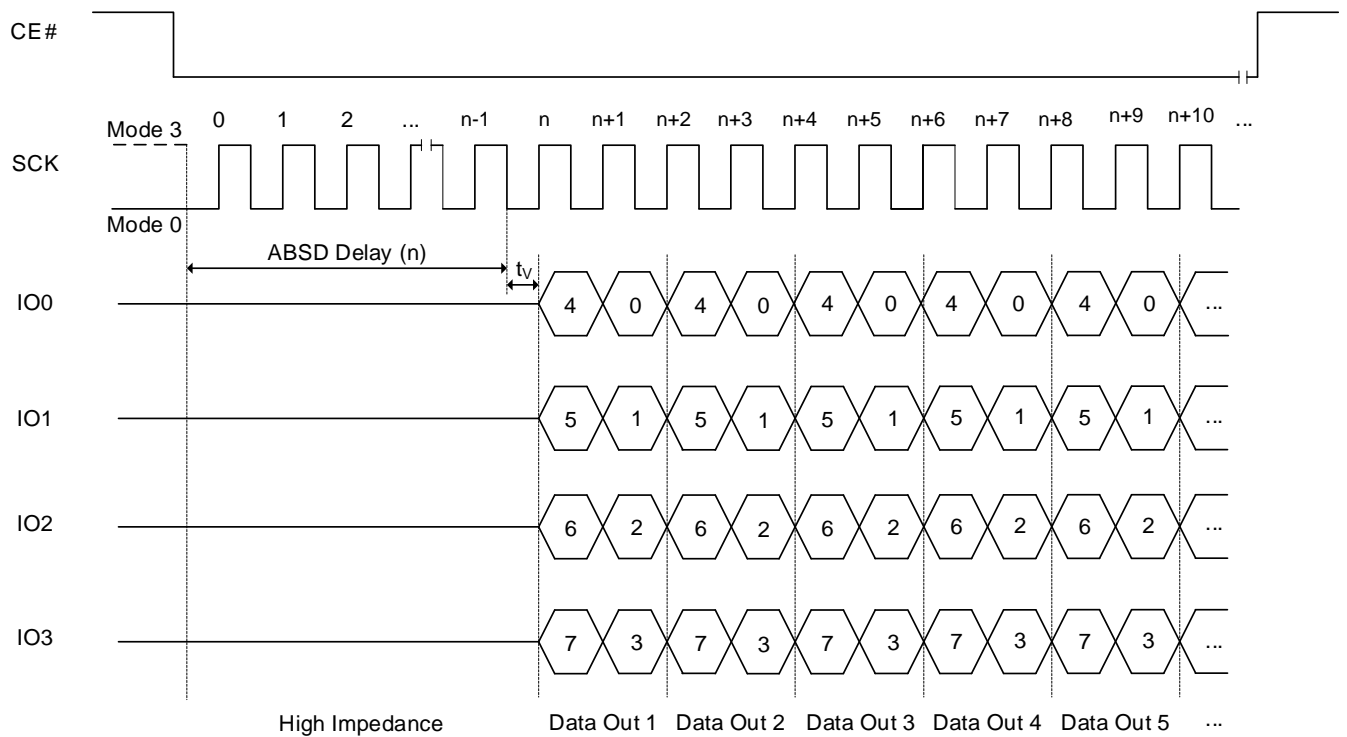 CE#
0 1 2 ... n-1 n n+1 n+2 n+3 n+4 n+5 n+6 n+7 n+8 n+9 n+10 ...
Mode 3
SCK
Mode 0
ABSD Delay (n)
tV
IO0 4 0 4 0 4 0 4 0 4 0 ...
IO1 5 1 5 1 5 1 5 1 5 1 ...
IO2 6 2 6 2 6 2 6 2 6 2 ...
IO3 7 3 7 3 7 3 7 3 7 3 ...
High Impedance Data Out 1 Data Out 2 Data Out 3 Data Out 4 Data Out 5 ...